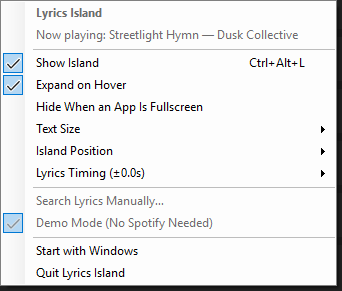 Lyrics Island
Now playing: Streetlight Hymn — Dusk Collective
Show Island Ctrl+Alt+L
Expand on Hover
Hide When an App Is Fullscreen
Text Size
Island Position
Lyrics Timing (±0.0s)
Search Lyrics Manually...
Demo Mode (No Spotify Needed)
Start with Windows
Quit Lyrics Island